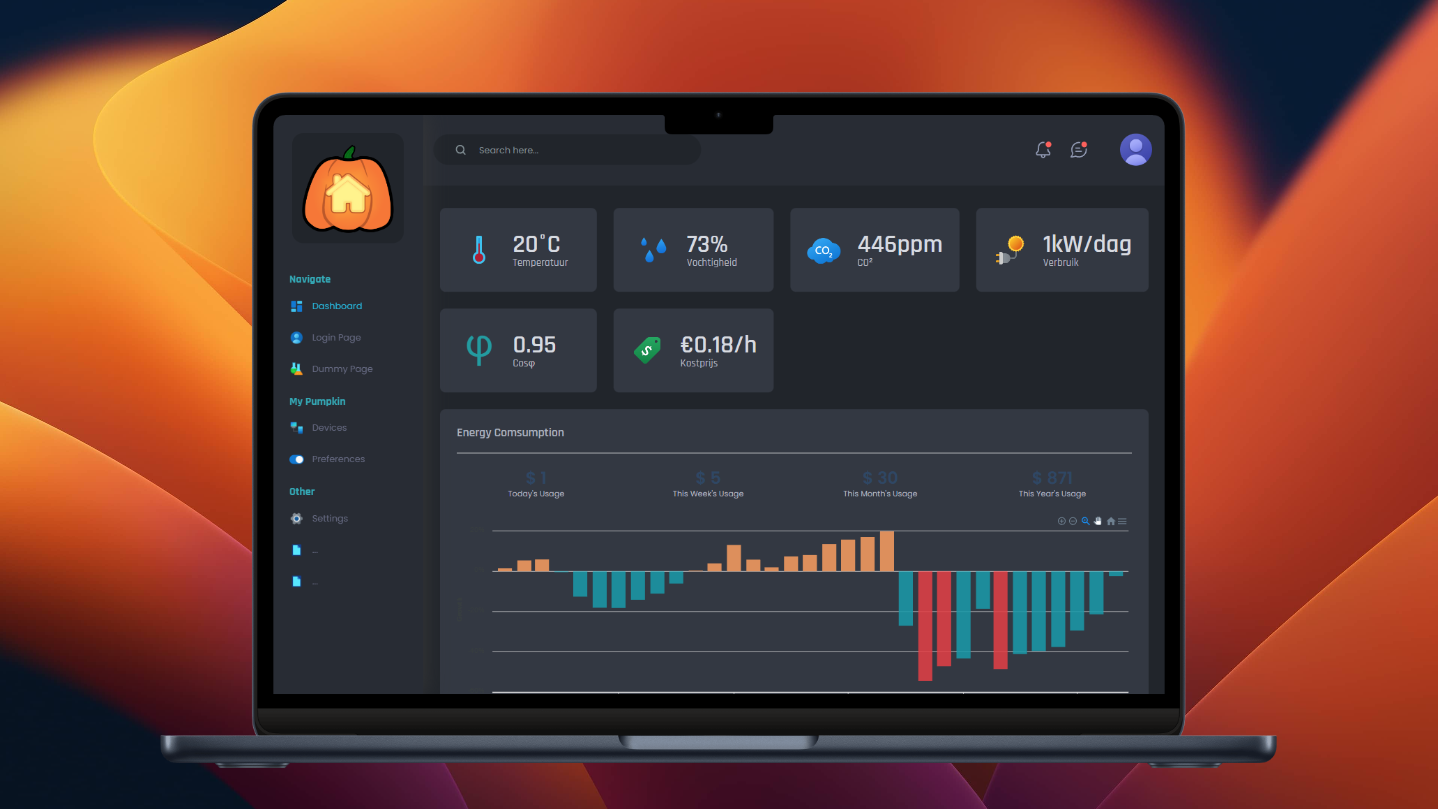 Search here...
Navigate
Dashboard
Login Page
Dummy Page
My Pumpkin
Devices
Preferences
Other
Settings
...
...
20°C
Temperatuur
73%
Vochtigheid
CO2
446ppm
CO²
1kW/dag
Verbruik
φ
0.95
Cosφ
$
€0.18/h
Kostprijs
Energy Comsumption
$ 1
Today's Usage
$ 5
This Week's Usage
$ 30
This Month's Usage
$ 871
This Year's Usage